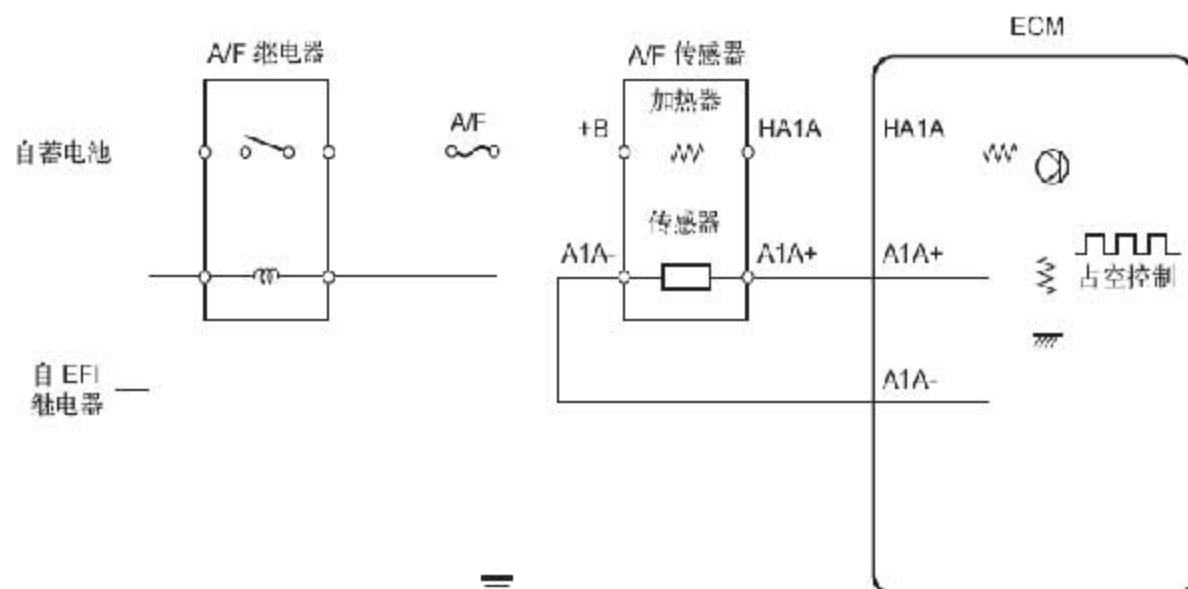 ECM
A/F 继电器
A/F 传感器
加热器
A/F
+B
HA1A
HA1A
自蓄电池
传感器
A1A-
A1A+
A1A+
占空控制
自 EFI
继电器
A1A-